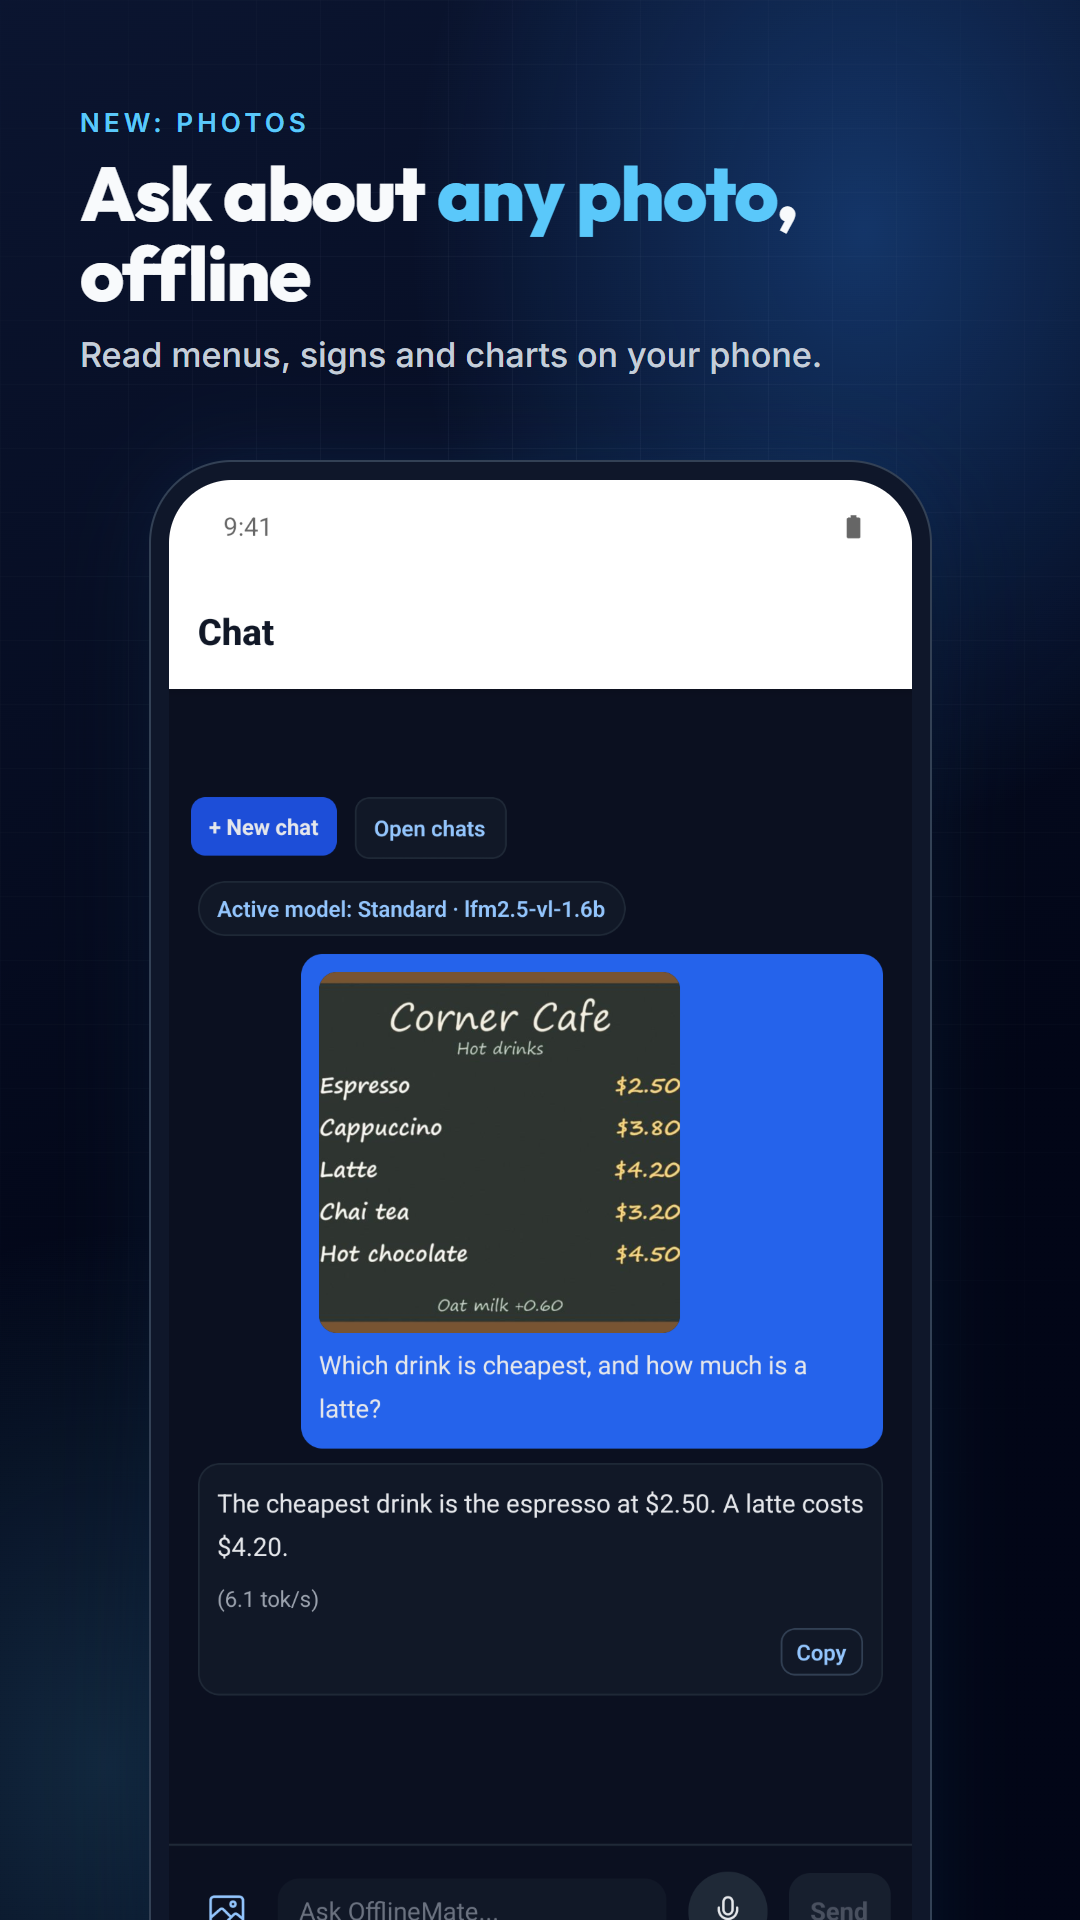 NEW: PHOTOS
Ask about any photo,
offline
Read menus, signs and charts on your phone.
9:41
Chat
+ New chat
Open chats
Active model: Standard · lfm2.5-vl-1.6b
Corner Cafe
Hot drinks
Espresso $2.50
Cappuccino $3.80
Latte $4.20
Chai tea $3.20
Hot chocolate $4.50
Oat milk +0.60
Which drink is cheapest, and how much is a
latte?
The cheapest drink is the espresso at $2.50. A latte costs
$4.20.
(6.1 tok/s)
Copy
Ask OfflineMate...
Send